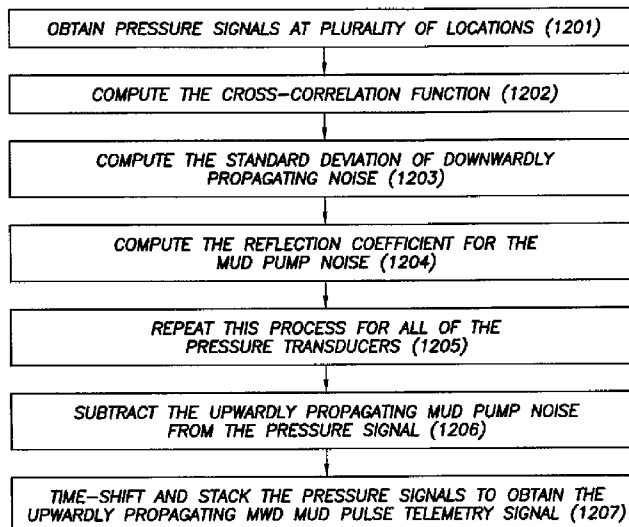 OBTAIN PRESSURE SIGNALS AT PLURALITY OF LOCATIONS (1201)
COMPUTE THE CROSS-CORRELATION FUNCTION (1202)
COMPUTE THE STANDARD DEVIATION OF DOWNWARDLY
PROPAGATING NOISE (1203)
COMPUTE THE REFLECTION COEFFICIENT FOR THE
MUD PUMP NOISE (1204)
REPEAT THIS PROCESS FOR ALL OF THE
PRESSURE TRANSDUCERS (1205)
SUBTRACT THE UPWARDLY PROPAGATING MUD PUMP NOISE
FROM THE PRESSURE SIGNAL (1206)
TIME-SHIFT AND STACK THE PRESSURE SIGNALS TO OBTAIN THE
UPWARDLY PROPAGATING MWD MUD PULSE TELEMETRY SIGNAL (1207)